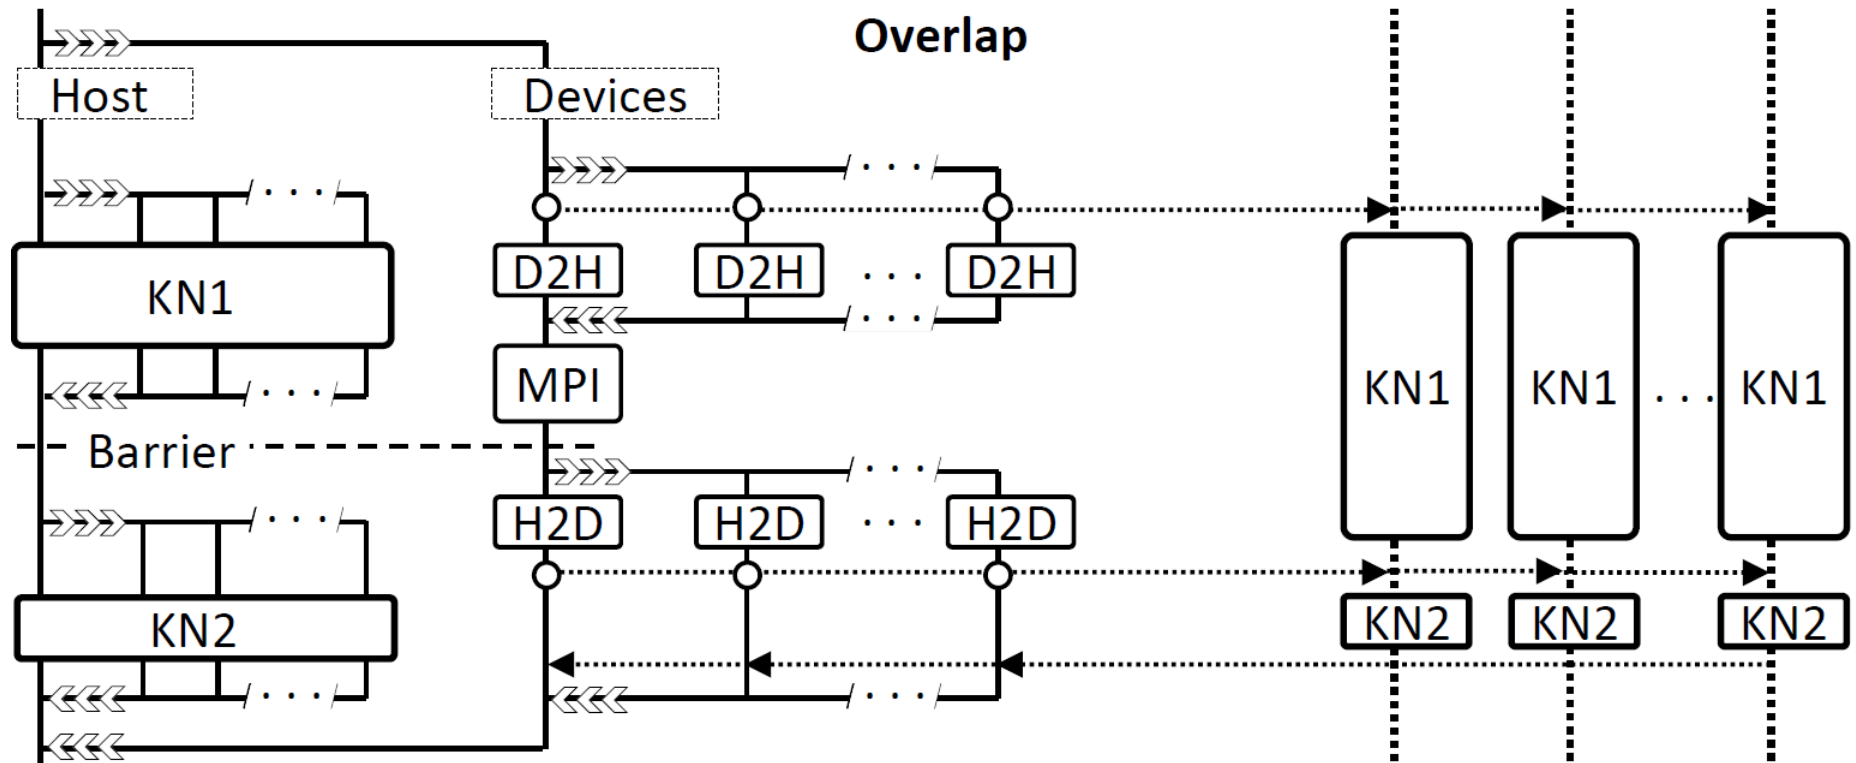 Overlap
Host
Devices
. . .
. . .
D2H D2H . . . D2H
KN1
. . .
MPI
KN1 KN1 . . . KN1
. . .
Barrier
. . .
H2D H2D . . . H2D
. . .
KN2
KN2 KN2 KN2
. . .
. . .